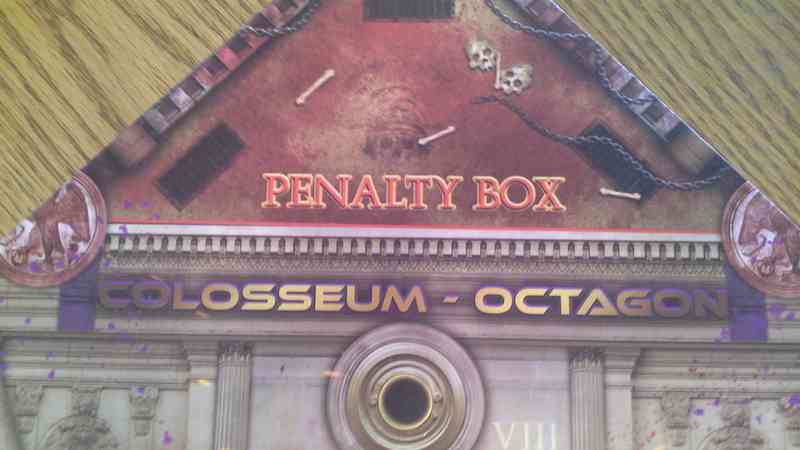 PENALTY BOX
COLOSSEUM - OCTAGON
VIII